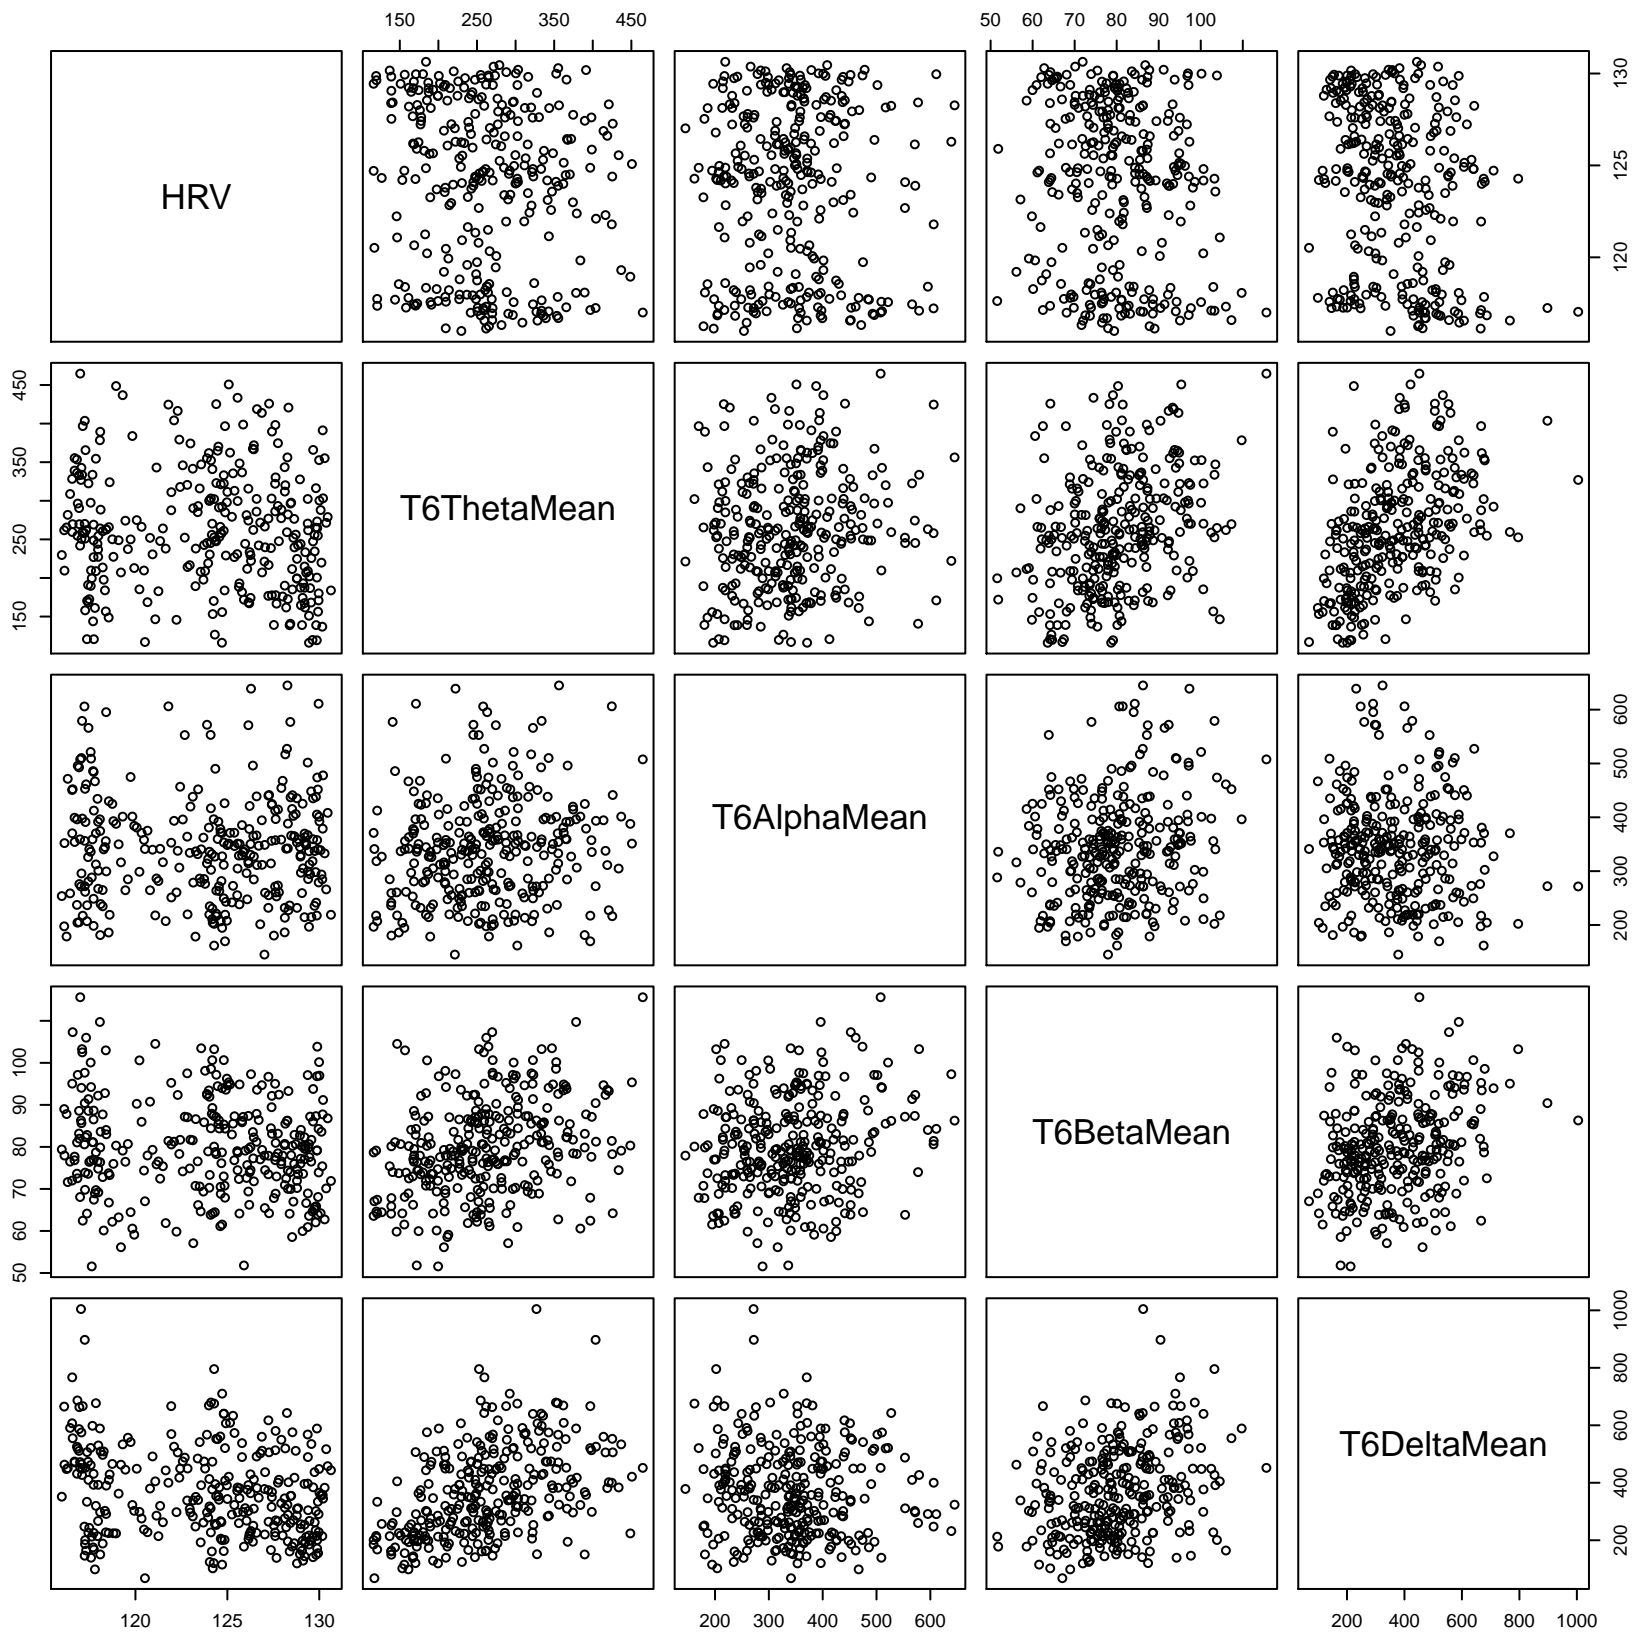 150 250 350 450 50 60 70 80 90 100
HRV
120 125 130
150 250 350 450
T6ThetaMean
T6AlphaMean
200 300 400 500 600
50 60 70 80 90 100
T6BetaMean
T6DeltaMean
200 400 600 800 1000
120 125 130 200 300 400 500 600 200 400 600 800 1000